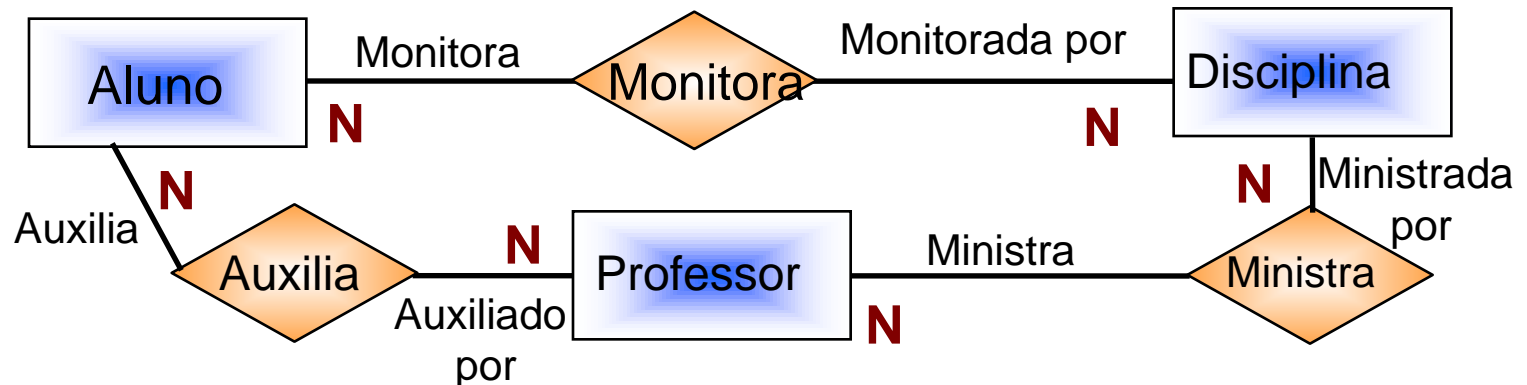 Aluno
Monitora
Monitora
Monitorada por
Disciplina
N
N
N
N
Ministrada
por
Auxilia
Auxilia
N
Auxiliado
por
Professor
Ministra
N
Ministra